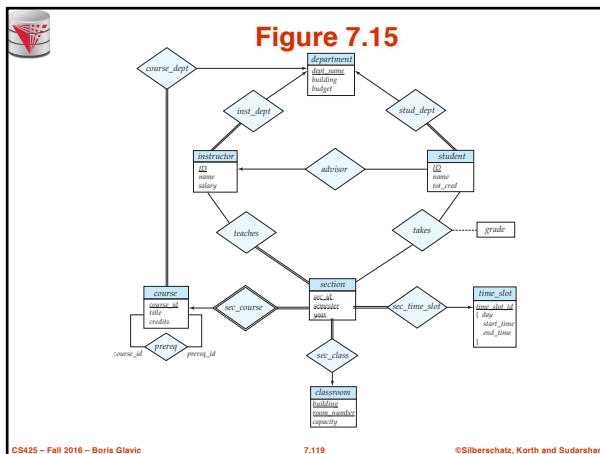 Figure 7.15
department
dept_name
building
budget
course_dept
inst_dept
stud_dept
instructor
ID
name
salary
advisor
student
ID
name
tot_cred
teaches
takes
grade
course
course_id
title
credits
sec_course
section
sec_id
semester
year
sec_time_slot
time_slot
time_slot_id
{ day
start_time
end_time
}
course_id
prereq
prereq_id
sec_class
classroom
building
room_number
capacity
CS425 – Fall 2016 – Boris Glavic
7.119
©Silberschatz, Korth and Sudarshan